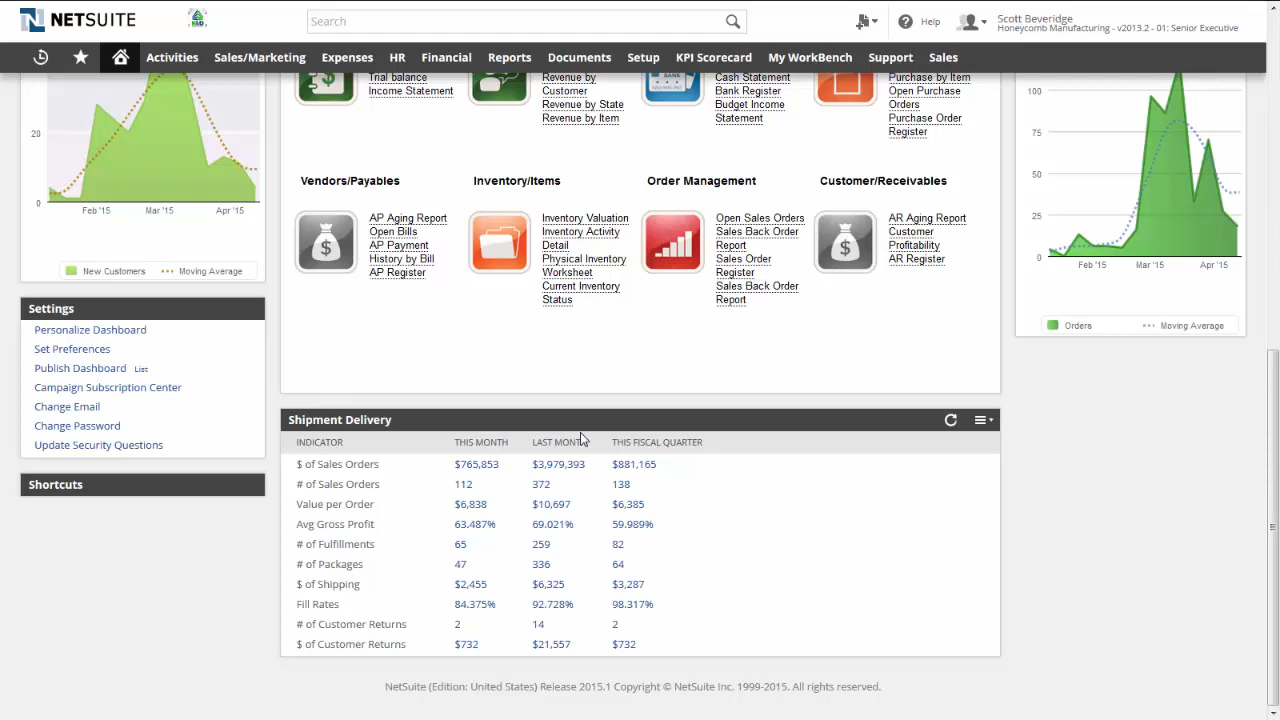 NETSUITE
Search
Help
Scott Beveridge
Honeycomb Manufacturing - v2013.2 - 01: Senior Executive
Activities Sales/Marketing Expenses HR Financial Reports Documents Setup KPI Scorecard My WorkBench Support Sales
20
0
Feb '15 Mar '15 Apr '15
New Customers Moving Average
Settings
Personalize Dashboard
Set Preferences
Publish Dashboard List
Campaign Subscription Center
Change Email
Change Password
Update Security Questions
Shortcuts
Trial balance
Income Statement
Revenue by
Customer
Revenue by State
Revenue by Item
Cash Statement
Bank Register
Budget Income
Statement
Purchase by Item
Open Purchase
Orders
Purchase Order
Register
Vendors/Payables
AP Aging Report
Open Bills
AP Payment
History by Bill
AP Register
Inventory/Items
Inventory Valuation
Inventory Activity
Detail
Physical Inventory
Worksheet
Current Inventory
Status
Order Management
Open Sales Orders
Sales Back Order
Report
Sales Order
Register
Sales Back Order
Report
Customer/Receivables
AR Aging Report
Customer
Profitability
AR Register
100
75
50
25
0
Feb '15 Mar '15 Apr '15
Orders Moving Average
Shipment Delivery
INDICATOR THIS MONTH LAST MONTH THIS FISCAL QUARTER
$ of Sales Orders $765,853 $3,979,393 $881,165
# of Sales Orders 112 372 138
Value per Order $6,838 $10,697 $6,385
Avg Gross Profit 63.487% 69.021% 59.989%
# of Fulfillments 65 259 82
# of Packages 47 336 64
$ of Shipping $2,455 $6,325 $3,287
Fill Rates 84.375% 92.728% 98.317%
# of Customer Returns 2 14 2
$ of Customer Returns $732 $21,557 $732
NetSuite (Edition: United States) Release 2015.1 Copyright © NetSuite Inc. 1999-2015. All rights reserved.